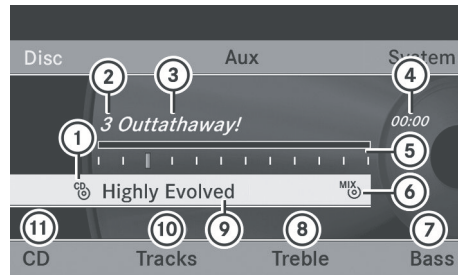 Disc Aux System
2 3 4
3 Outtathaway! 00:00
1 5
CD Highly Evolved MIX 6
11 10 9 8 7
CD Tracks Treble Bass